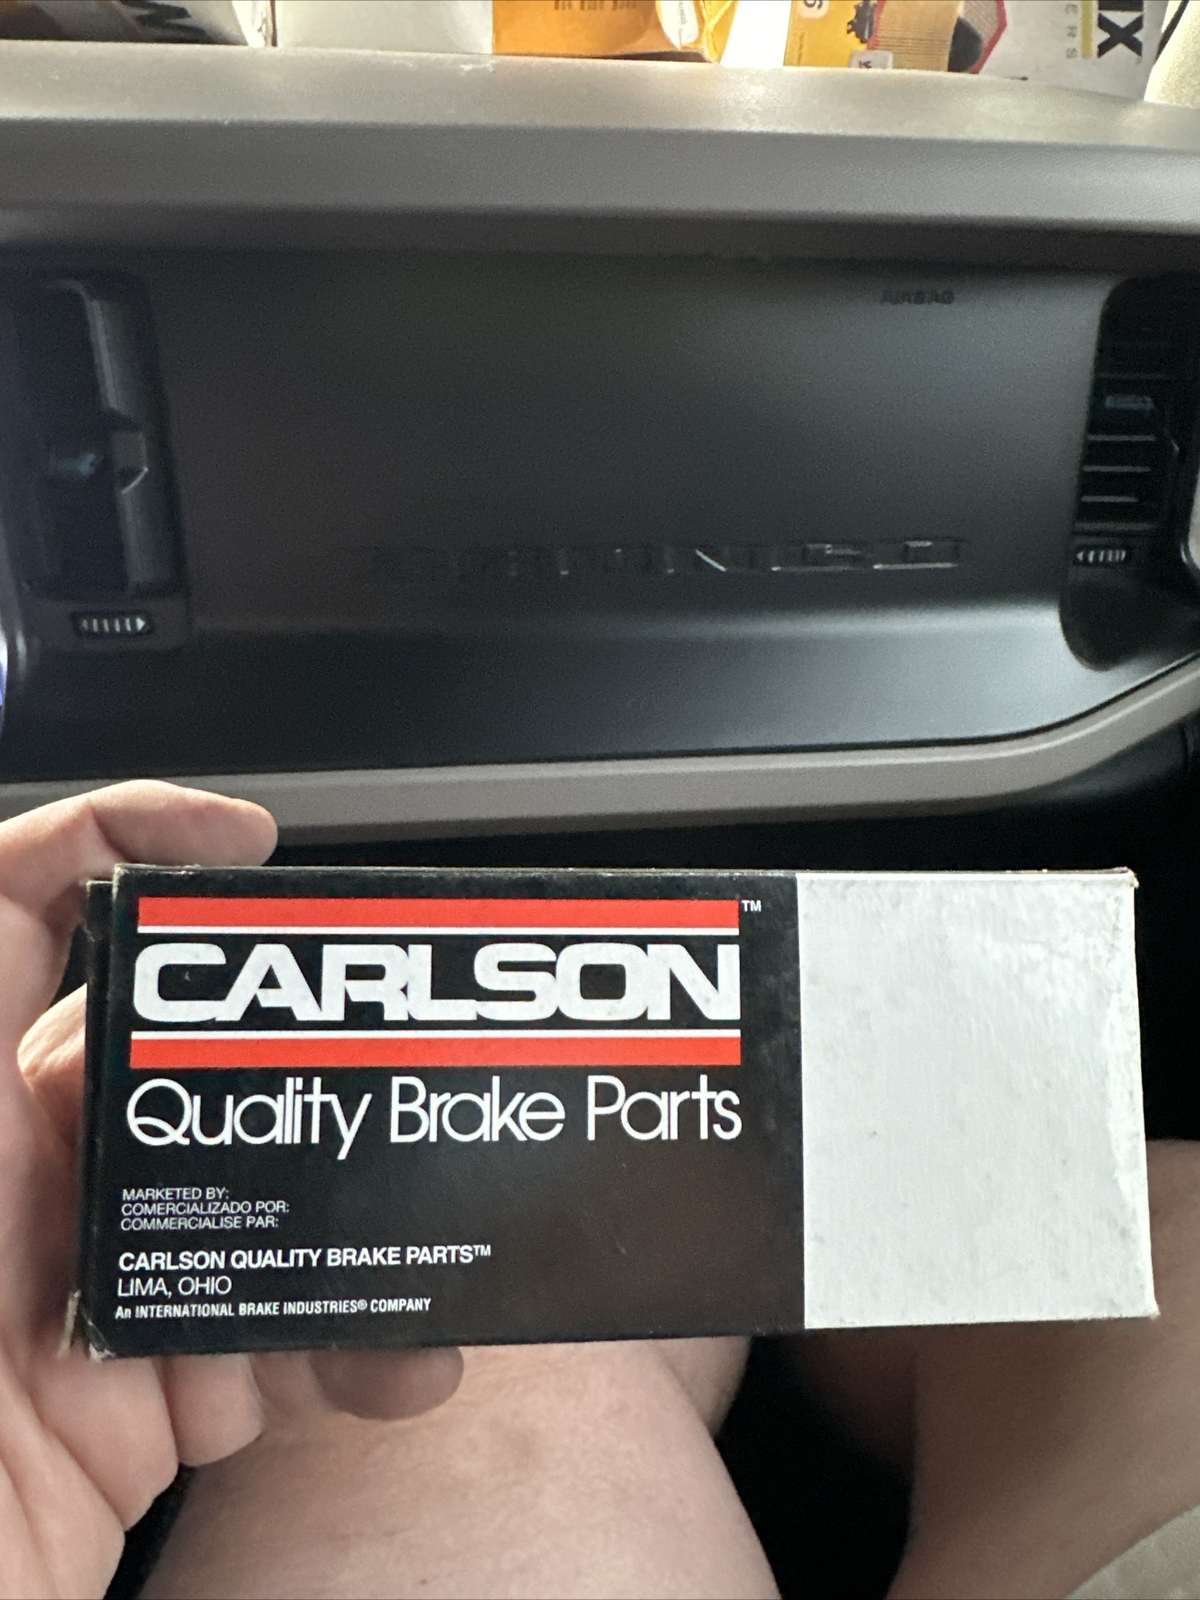 AIRBAG
CARLSON™
Quality Brake Parts
MARKETED BY:
COMERCIALIZADO POR:
COMMERCIALISE PAR:
CARLSON QUALITY BRAKE PARTS™
LIMA, OHIO
An INTERNATIONAL BRAKE INDUSTRIES® COMPANY